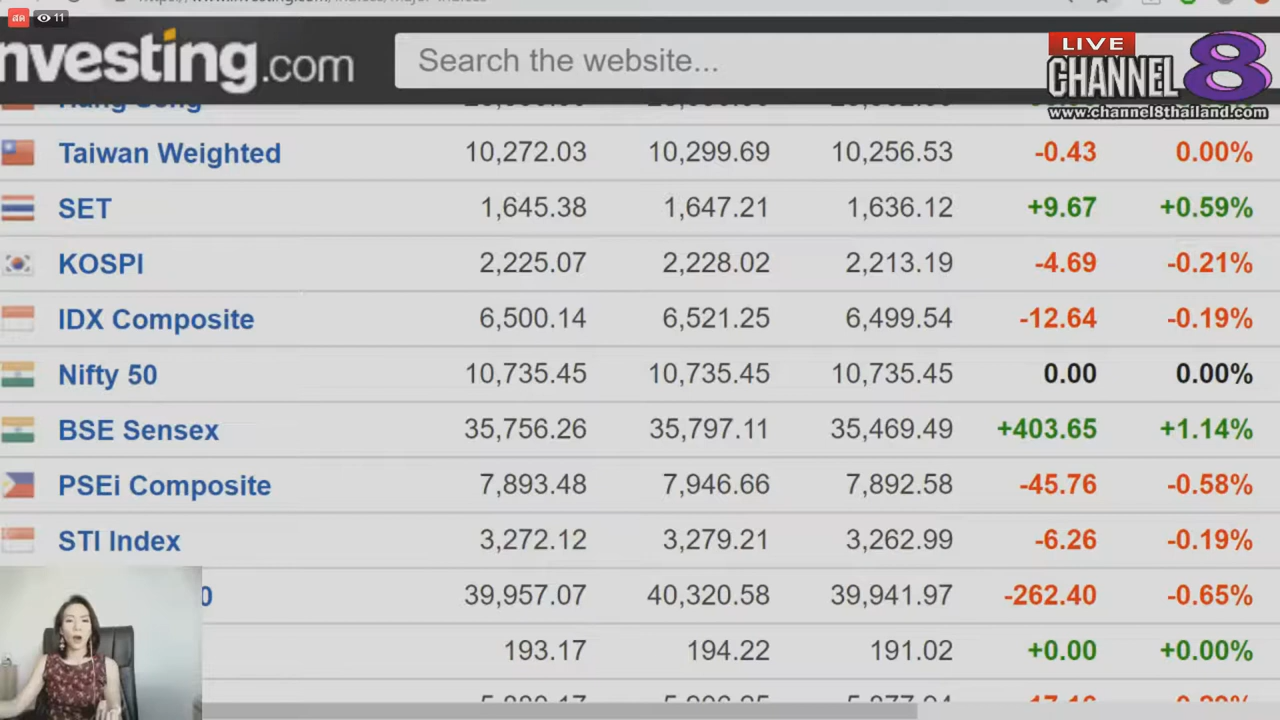 สด 11
nvesting.com
Search the website...
LIVE
CHANNEL 8
www.channel8thailand.com
Taiwan Weighted 10,272.03 10,299.69 10,256.53 -0.43 0.00%
SET 1,645.38 1,647.21 1,636.12 +9.67 +0.59%
KOSPI 2,225.07 2,228.02 2,213.19 -4.69 -0.21%
IDX Composite 6,500.14 6,521.25 6,499.54 -12.64 -0.19%
Nifty 50 10,735.45 10,735.45 10,735.45 0.00 0.00%
BSE Sensex 35,756.26 35,797.11 35,469.49 +403.65 +1.14%
PSEi Composite 7,893.48 7,946.66 7,892.58 -45.76 -0.58%
STI Index 3,272.12 3,279.21 3,262.99 -6.26 -0.19%
0 39,957.07 40,320.58 39,941.97 -262.40 -0.65%
193.17 194.22 191.02 +0.00 +0.00%